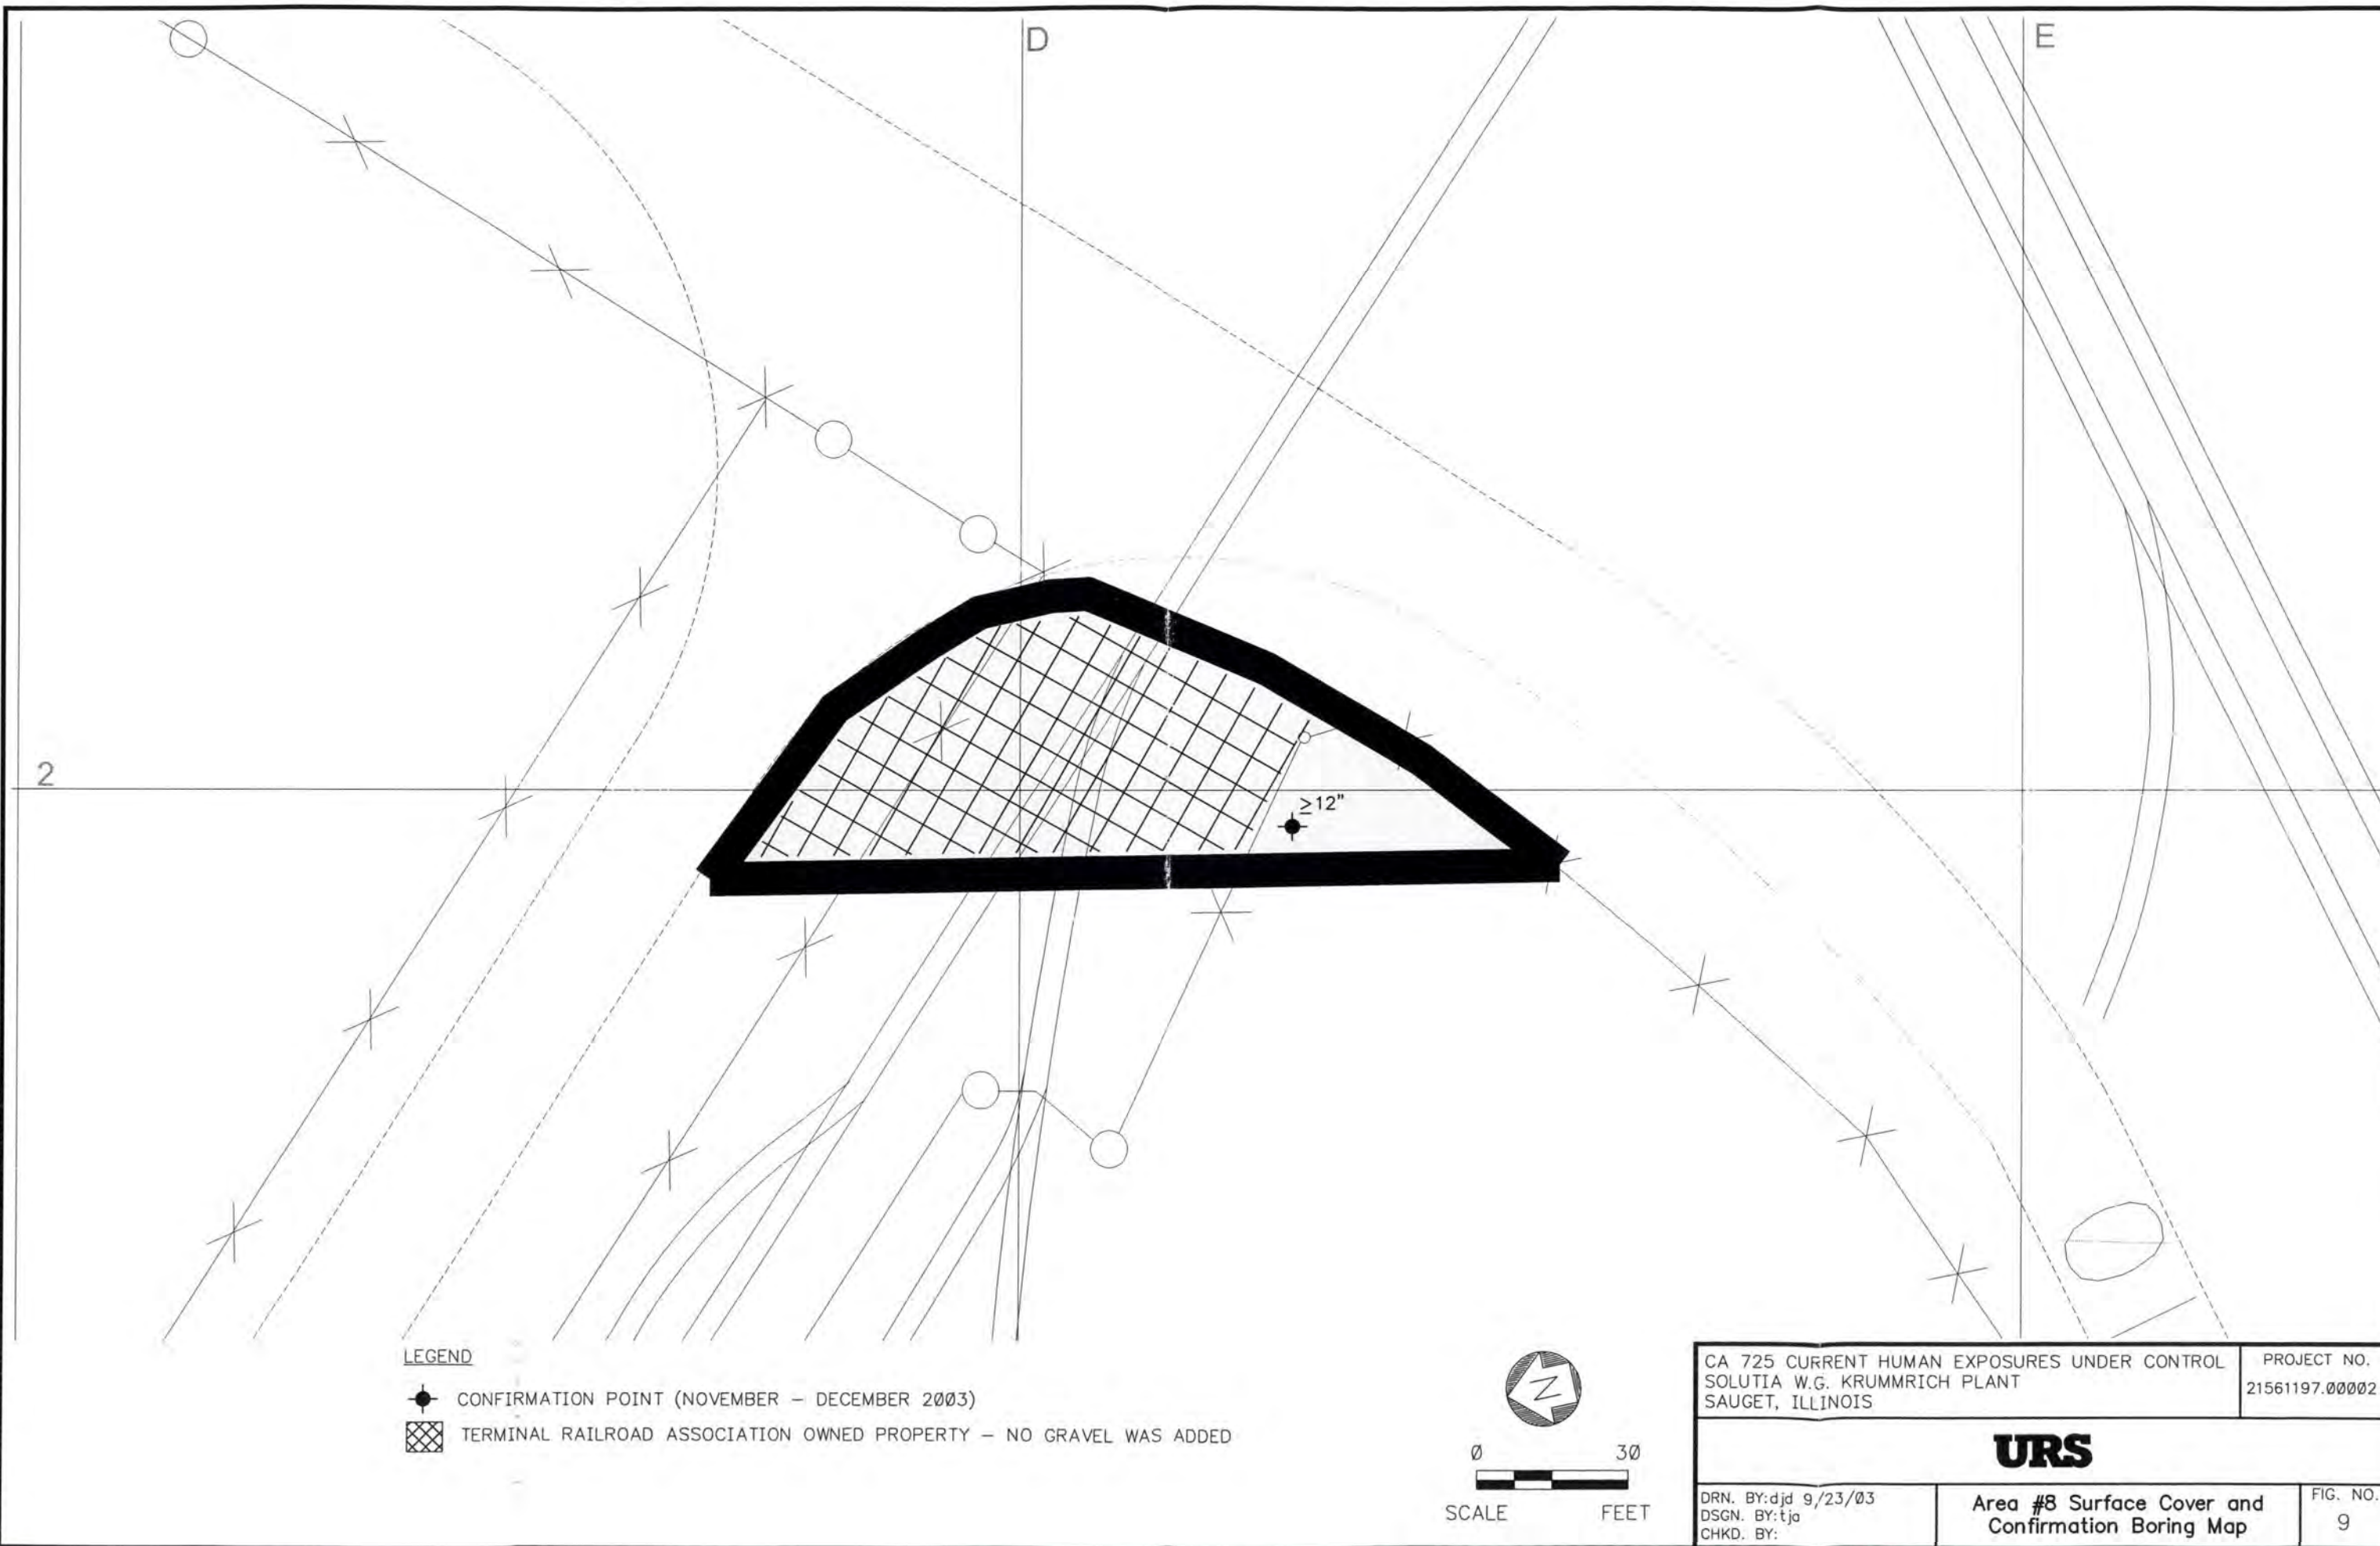 D
E
2
≥12"
LEGEND
CONFIRMATION POINT (NOVEMBER – DECEMBER 2003)
TERMINAL RAILROAD ASSOCIATION OWNED PROPERTY – NO GRAVEL WAS ADDED
N
0 30
SCALE FEET
CA 725 CURRENT HUMAN EXPOSURES UNDER CONTROL
SOLUTIA W.G. KRUMMRICH PLANT
SAUGET, ILLINOIS
PROJECT NO.
21561197.00002
URS
DRN. BY:djd 9/23/03
DSGN. BY:tja
CHKD. BY:
Area #8 Surface Cover and
Confirmation Boring Map
FIG. NO.
9